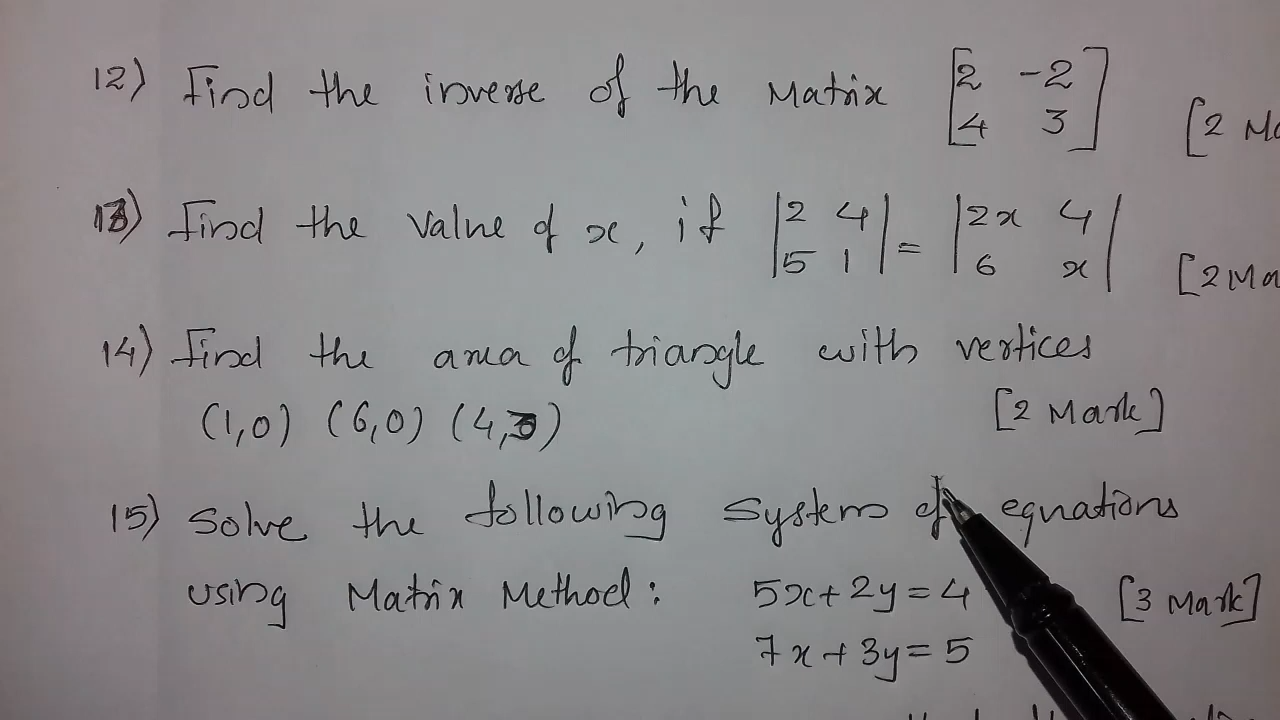 12) Find the inverse of the Matrix [2 -2
4 3] [2 Ma
13) Find the value of x, if |2 4
5 1| = |2x 4
6 x| [2 Ma
14) Find the area of triangle with vertices
(1,0) (6,0) (4,3) [2 Mark]
15) Solve the following System of equations
using Matrix Method: 5x+2y=4 [3 Mark]
7x+3y=5